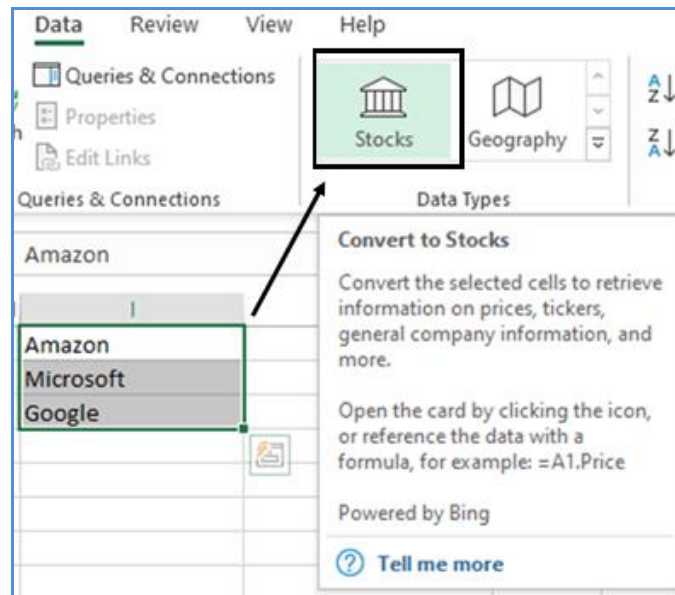 Data Review View Help
Queries & Connections
Properties
Edit Links
Stocks
Geography
Queries & Connections
Data Types
Amazon
I
Amazon
Microsoft
Google
Convert to Stocks
Convert the selected cells to retrieve
information on prices, tickers,
general company information, and
more.
Open the card by clicking the icon,
or reference the data with a
formula, for example: =A1.Price
Powered by Bing
Tell me more
A
Z
Z
A